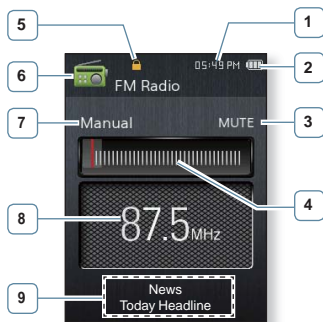 5
1
05:49 PM
2
6
FM Radio
7
Manual
MUTE
3
8
87.5MHz
4
9
News
Today Headline